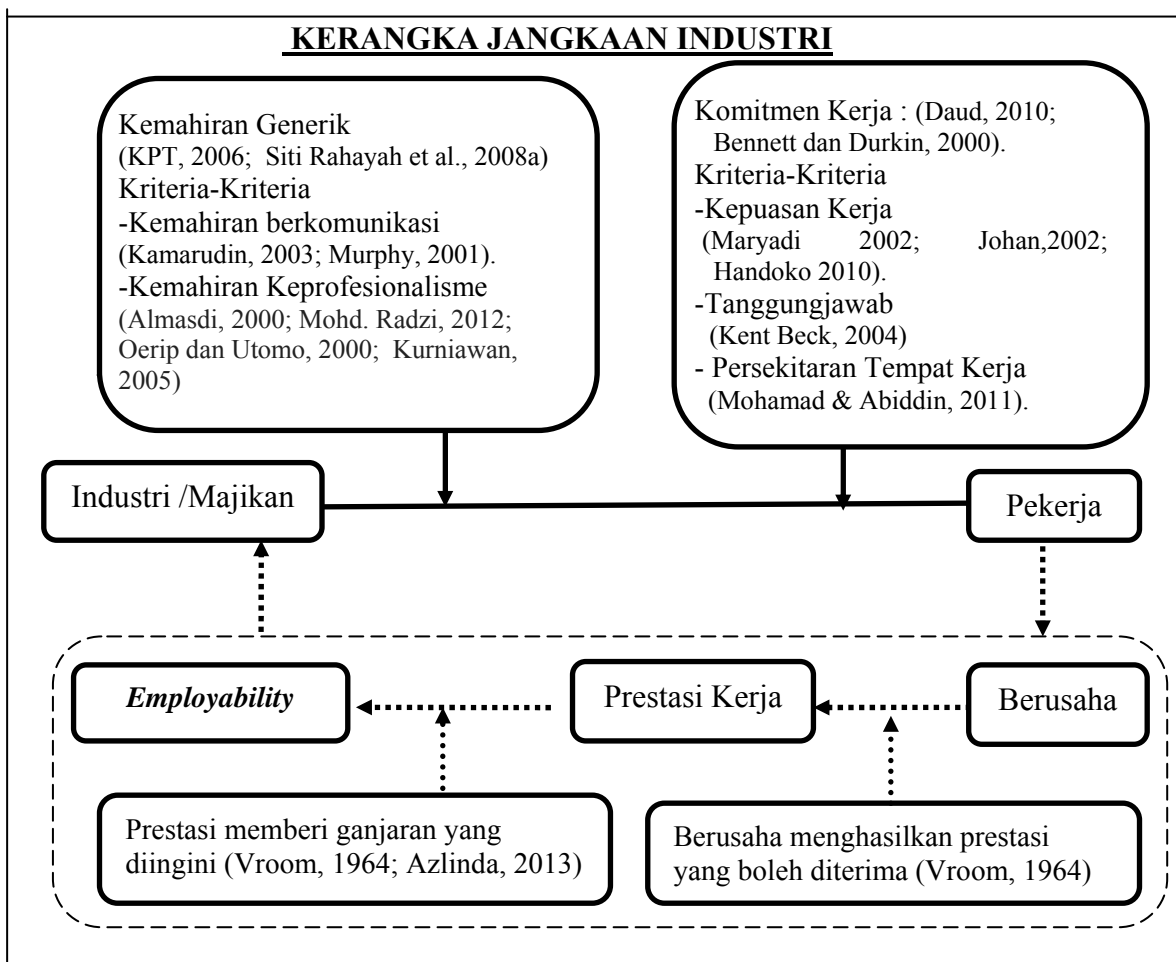 KERANGKA JANGKAAN INDUSTRI
Kemahiran Generik
(KPT, 2006; Siti Rahayah et al., 2008a)
Kriteria-Kriteria
-Kemahiran berkomunikasi
(Kamarudin, 2003; Murphy, 2001).
-Kemahiran Keprofesionalisme
(Almasdi, 2000; Mohd. Radzi, 2012;
Oerip dan Utomo, 2000; Kurniawan,
2005)
Komitmen Kerja : (Daud, 2010;
Bennett dan Durkin, 2000).
Kriteria-Kriteria
-Kepuasan Kerja
(Maryadi 2002; Johan,2002;
Handoko 2010).
-Tanggungjawab
(Kent Beck, 2004)
- Persekitaran Tempat Kerja
(Mohamad & Abiddin, 2011).
Industri /Majikan
Pekerja
Employability
Prestasi Kerja
Berusaha
Prestasi memberi ganjaran yang
diingini (Vroom, 1964; Azlinda, 2013)
Berusaha menghasilkan prestasi
yang boleh diterima (Vroom, 1964)